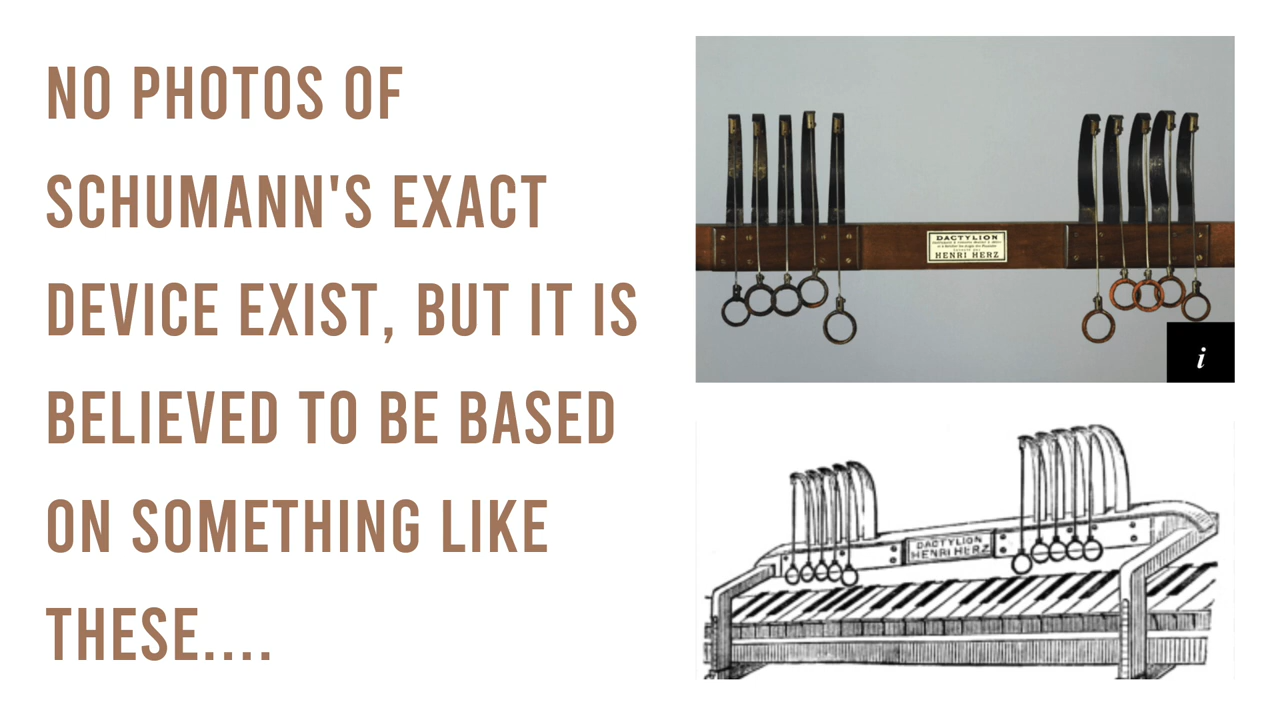 NO PHOTOS OF
SCHUMANN'S EXACT
DEVICE EXIST, BUT IT IS
BELIEVED TO BE BASED
ON SOMETHING LIKE
THESE....
DACTYLION
HENRI HERZ
i
DACTYLION
HENRI HERZ